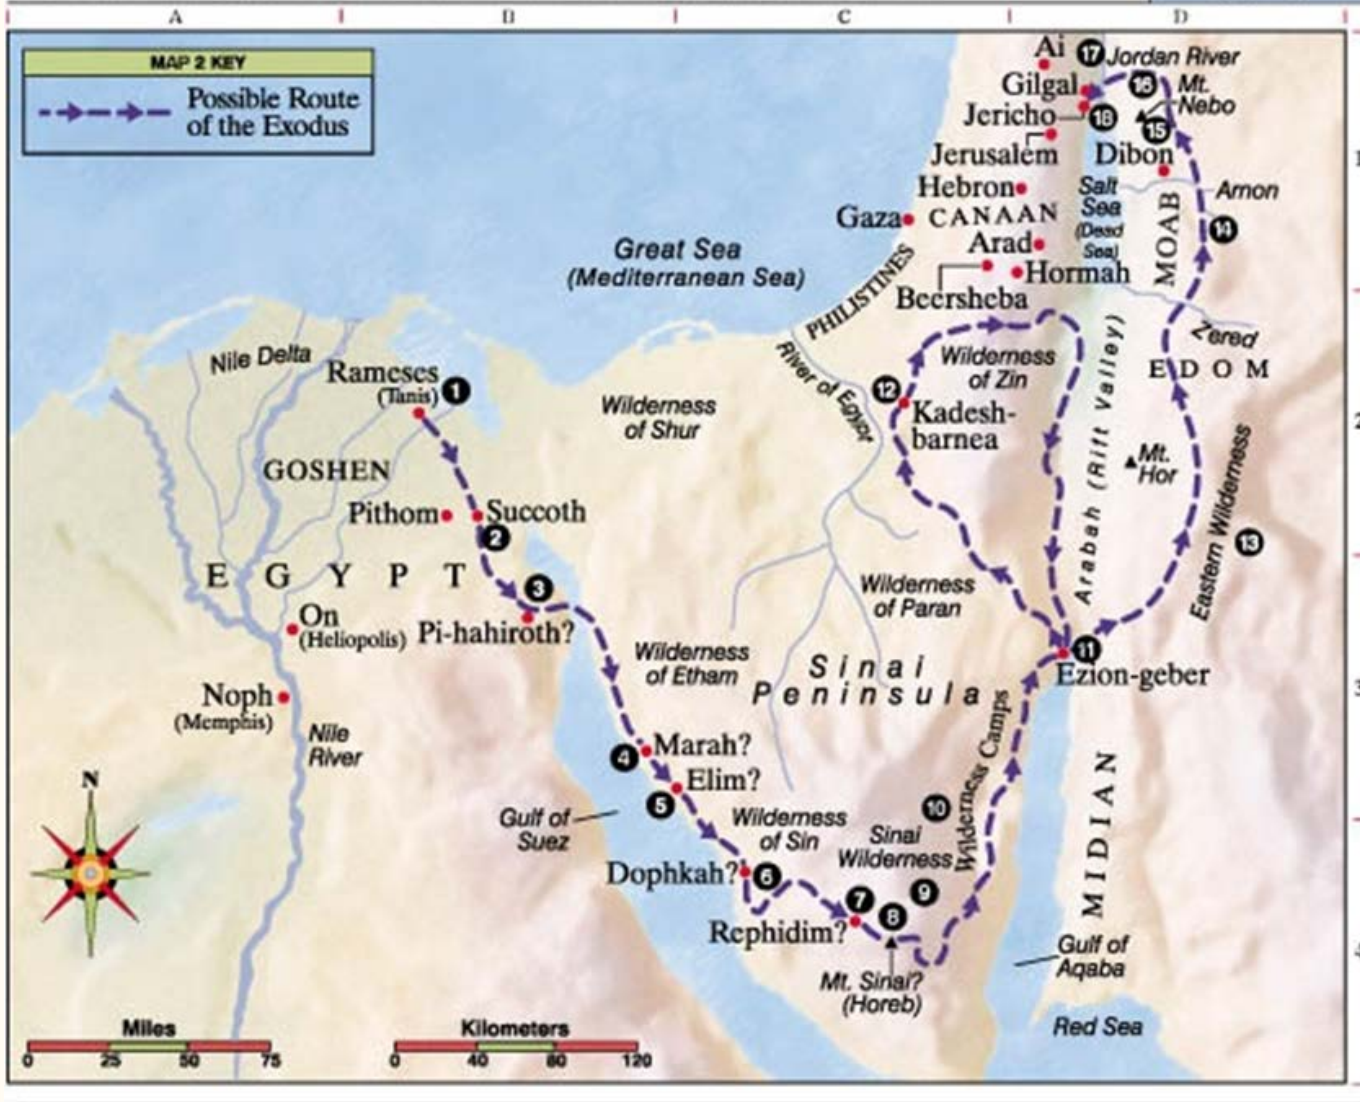 A B C D
MAP 2 KEY
Possible Route
of the Exodus
Ai
17
Jordan River
Gilgal
16
Mt.
Nebo
Jericho
18
15
1
Jerusalem
Dibon
Hebron
Salt
Sea
(Dead
Sea)
Arnon
Gaza
CANAAN
MOAB
14
Arad
Hormah
Beersheba
Great Sea
(Mediterranean Sea)
PHILISTINES
Zered
EDOM
Nile Delta
Rameses
(Tanis)
1
River of Egypt
Wilderness
of Zin
12
Kadesh-
barnea
Wilderness
of Shur
2
GOSHEN
Mt.
Hor
Arabah (Rift Valley)
Eastern Wilderness
13
Pithom
Succoth
2
EGYPT
3
Wilderness
of Paran
On
(Heliopolis)
Pi-hahiroth?
Wilderness
of Etham
Sinai
Peninsula
11
Ezion-geber
3
Noph
(Memphis)
Nile
River
4
Marah?
Elim?
5
Wilderness Camps
10
MIDIAN
N
Gulf of
Suez
Wilderness
of Sin
Sinai
Wilderness
Dophkah?
6
7
8
9
Rephidim?
Mt. Sinai?
(Horeb)
Gulf of
Aqaba
4
Red Sea
Miles
0 25 50 75
Kilometers
0 40 80 120